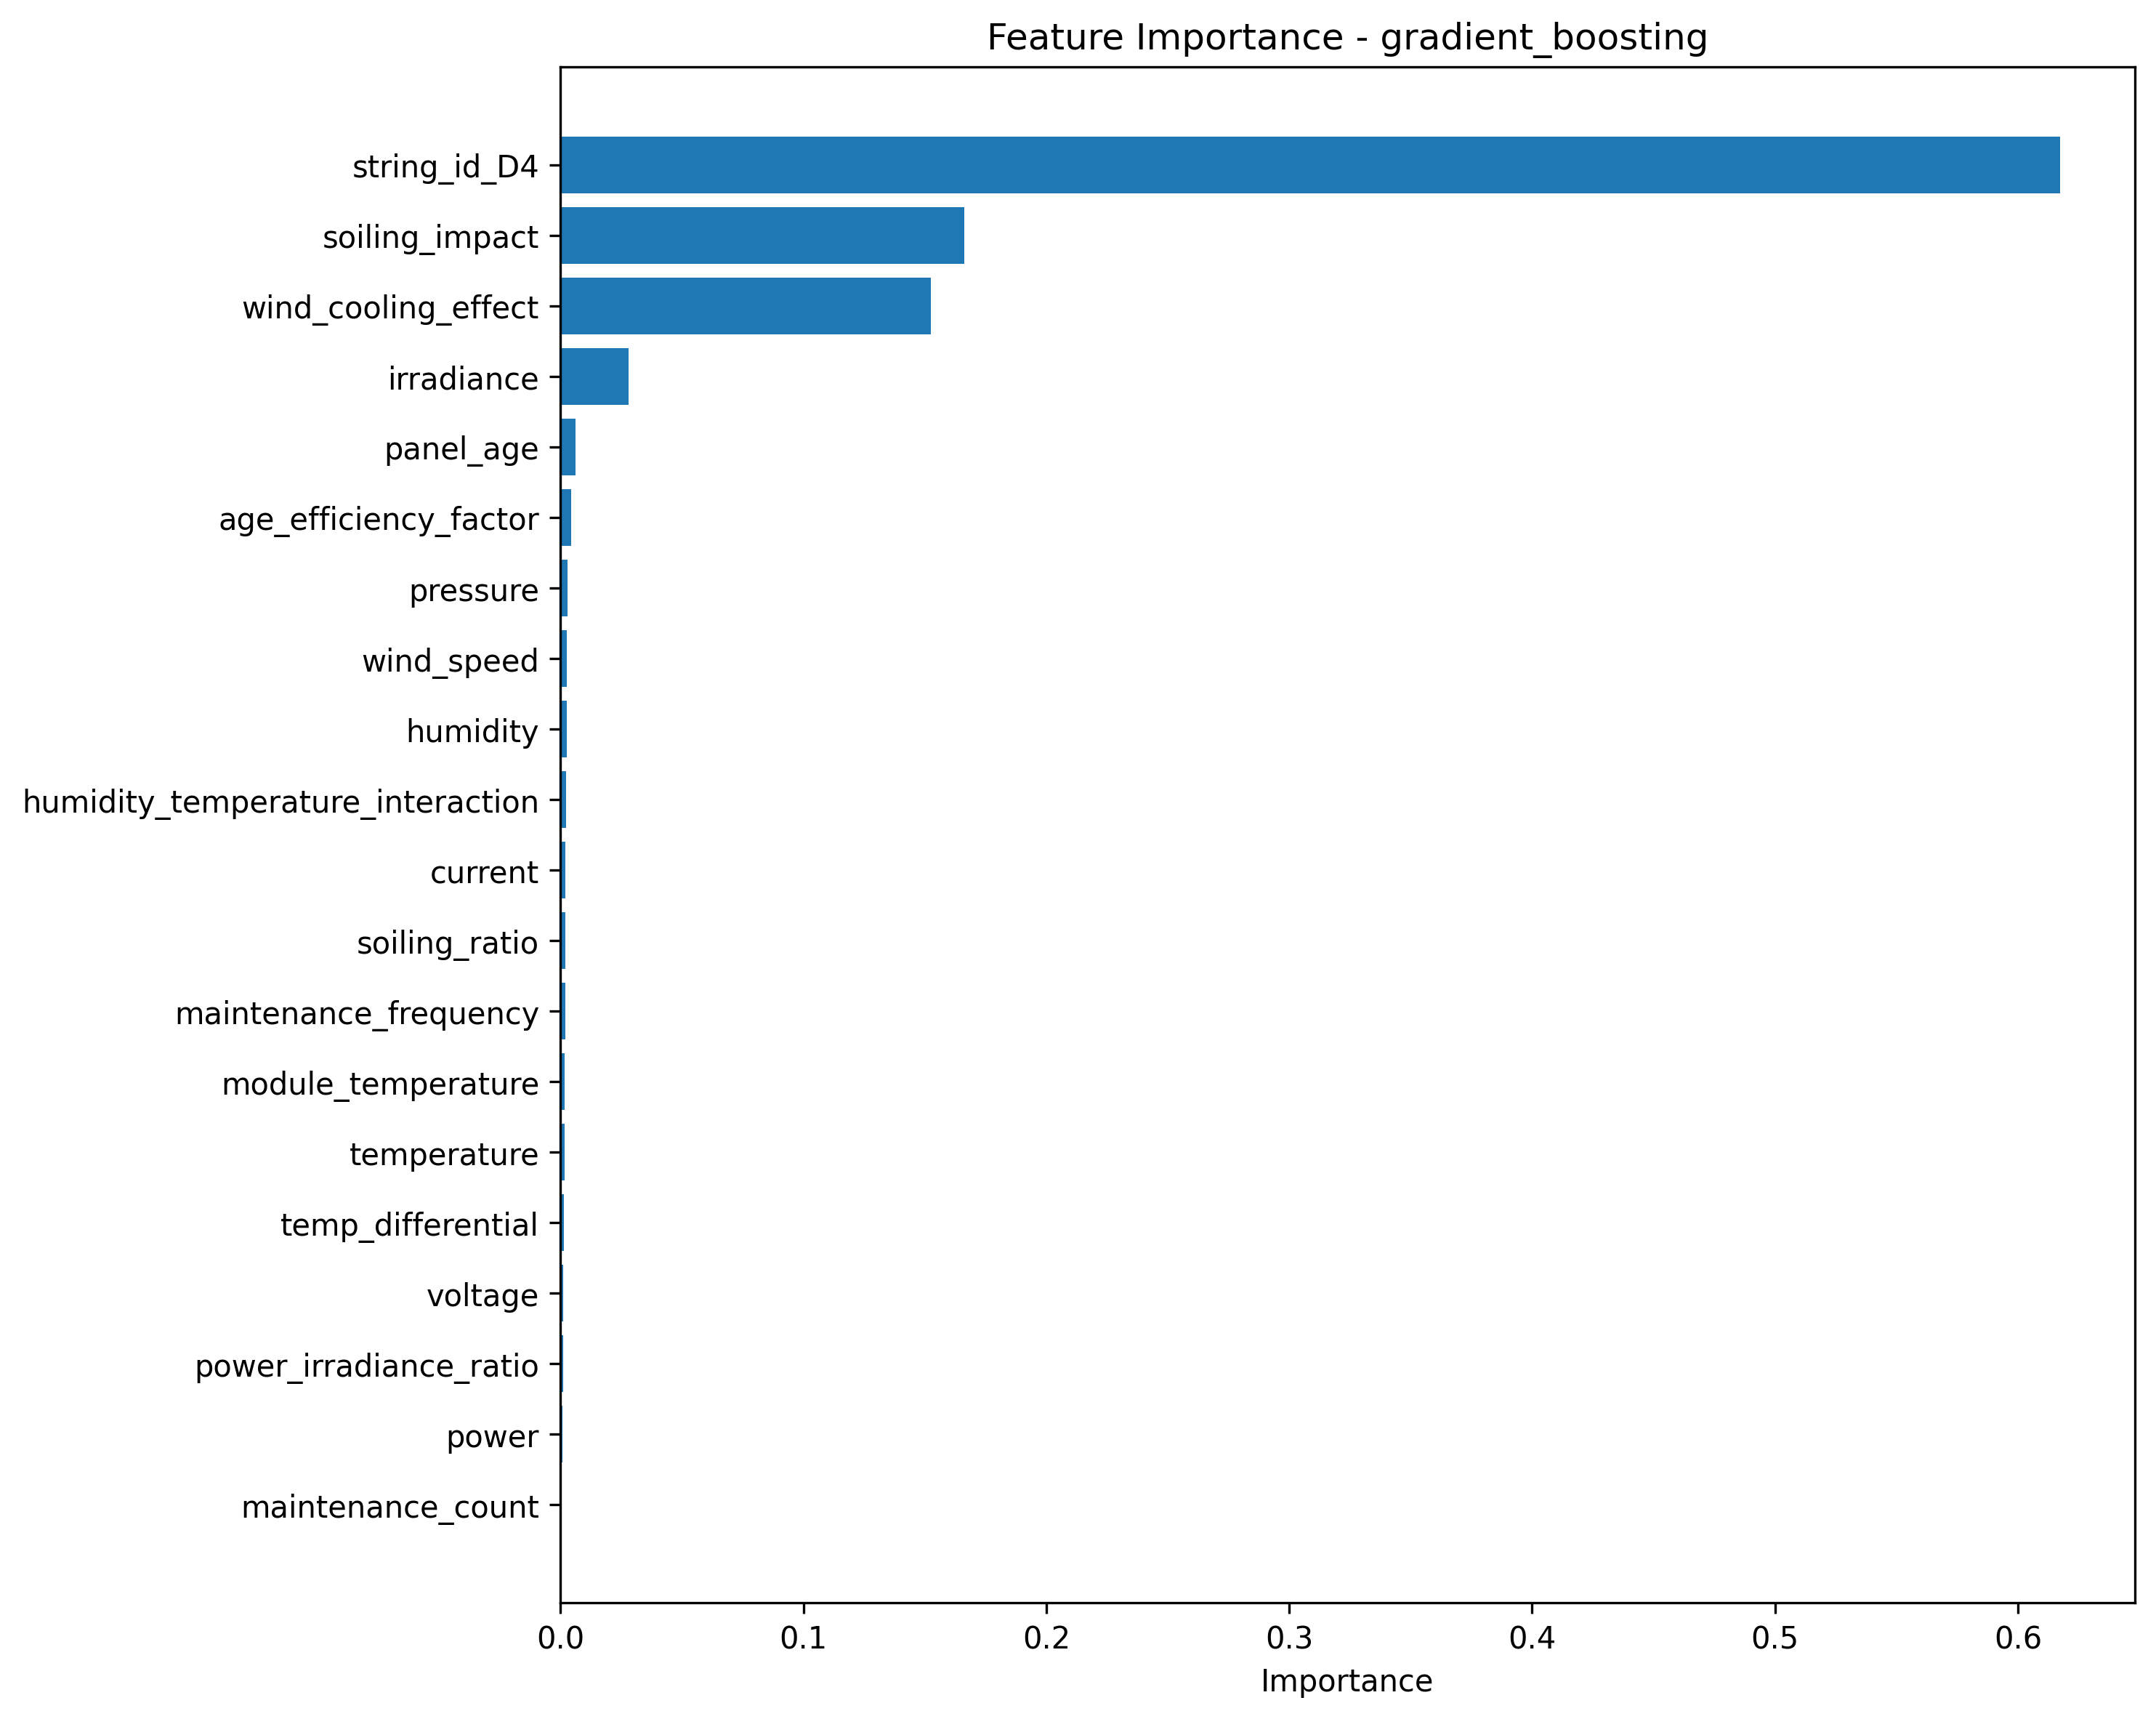 Feature Importance - gradient_boosting
string_id_D4
soiling_impact
wind_cooling_effect
irradiance
panel_age
age_efficiency_factor
pressure
wind_speed
humidity
humidity_temperature_interaction
current
soiling_ratio
maintenance_frequency
module_temperature
temperature
temp_differential
voltage
power_irradiance_ratio
power
maintenance_count
0.0 0.1 0.2 0.3 0.4 0.5 0.6
Importance